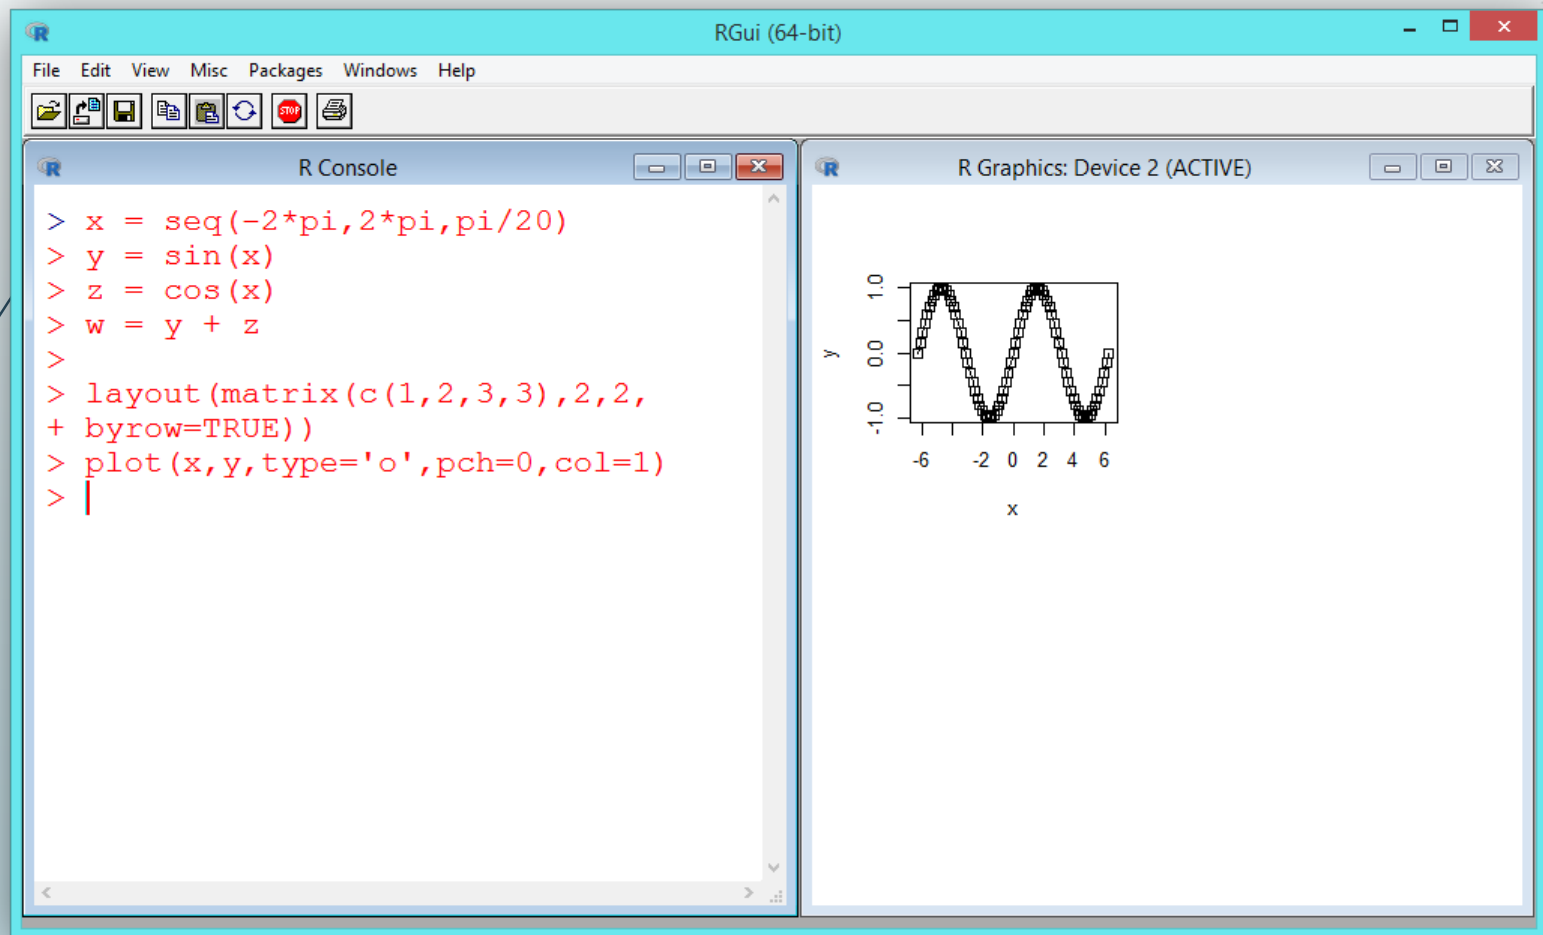 RGui (64-bit)
File Edit View Misc Packages Windows Help
STOP
R Console
> x = seq(-2*pi,2*pi,pi/20)
> y = sin(x)
> z = cos(x)
> w = y + z
>
> layout(matrix(c(1,2,3,3),2,2,
+ byrow=TRUE))
> plot(x,y,type='o',pch=0,col=1)
>
R Graphics: Device 2 (ACTIVE)
1.0
0.0
-1.0
y
-6 -2 0 2 4 6
x